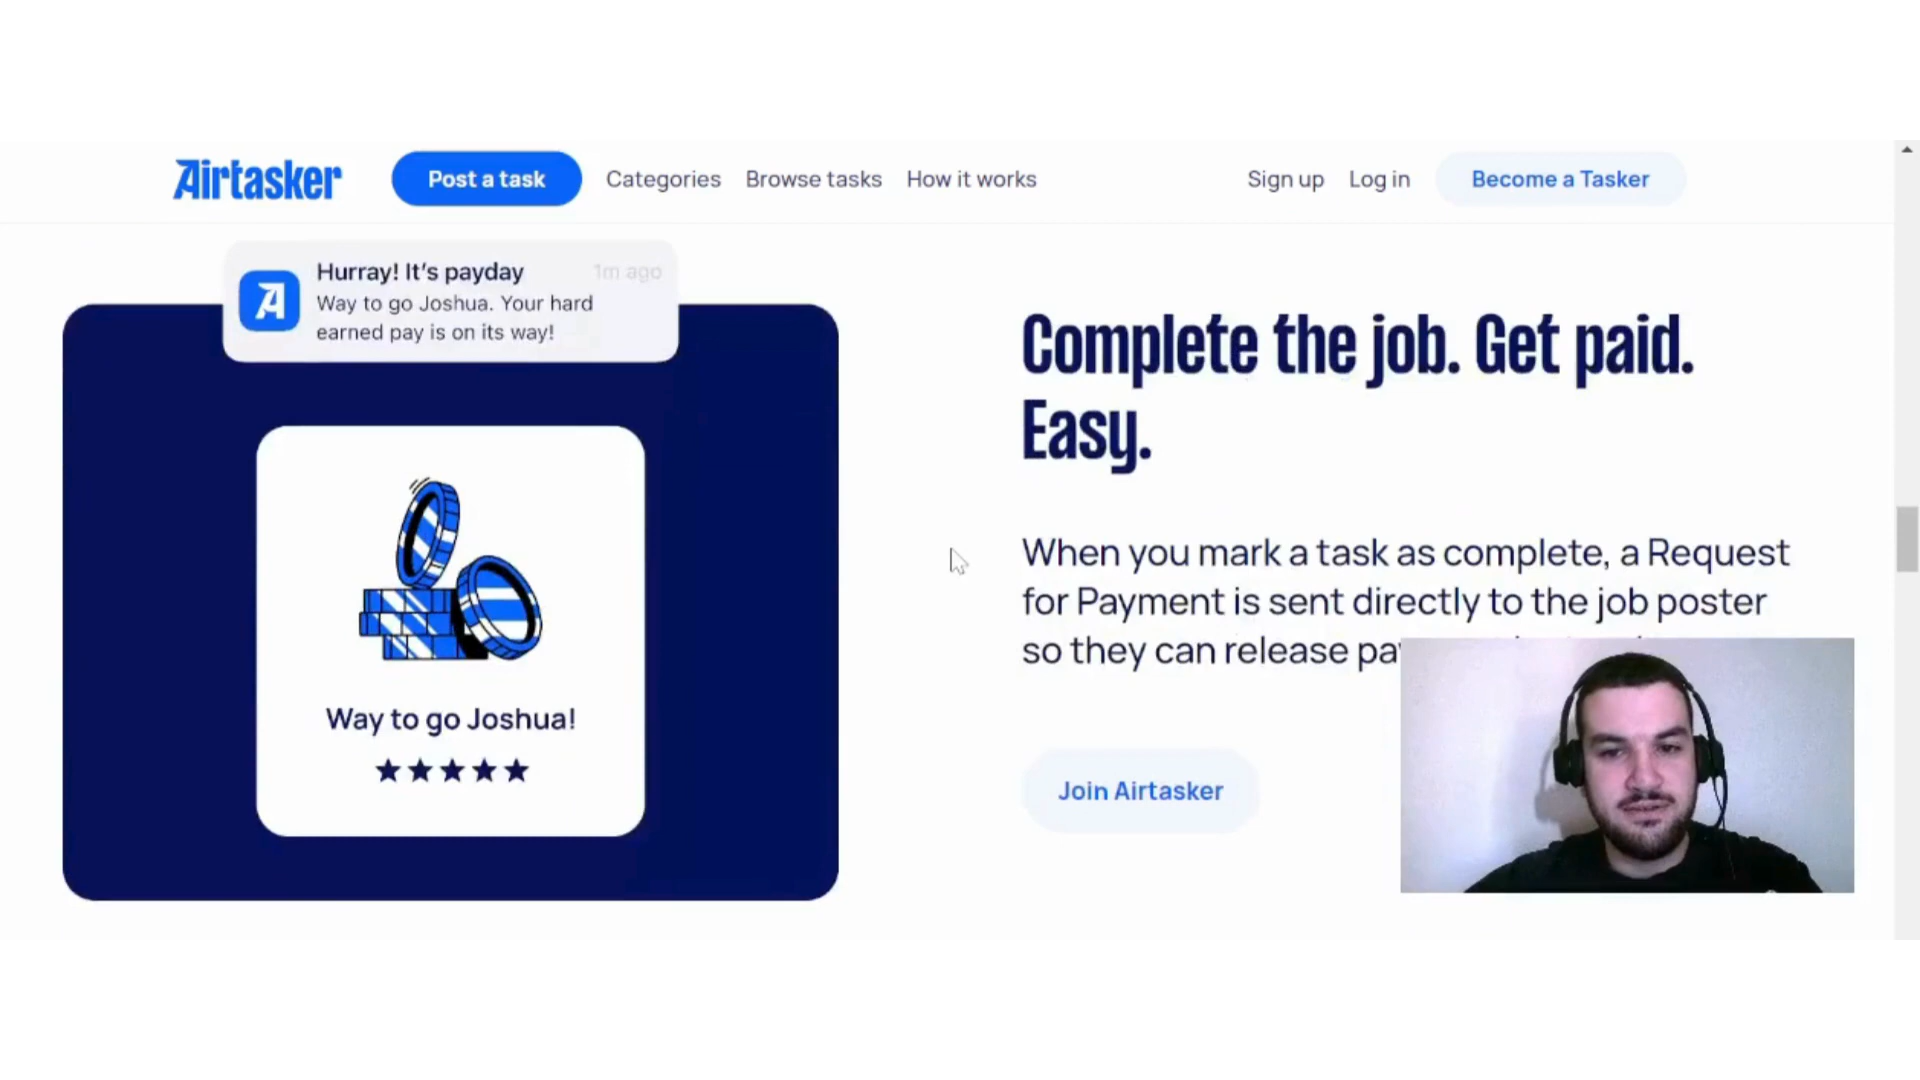 Airtasker
Post a task
Categories
Browse tasks
How it works
Sign up
Log in
Become a Tasker
Hurray! It's payday
1m ago
Way to go Joshua. Your hard
earned pay is on its way!
Way to go Joshua!
Complete the job. Get paid.
Easy.
When you mark a task as complete, a Request
for Payment is sent directly to the job poster
so they can release
Join Airtasker